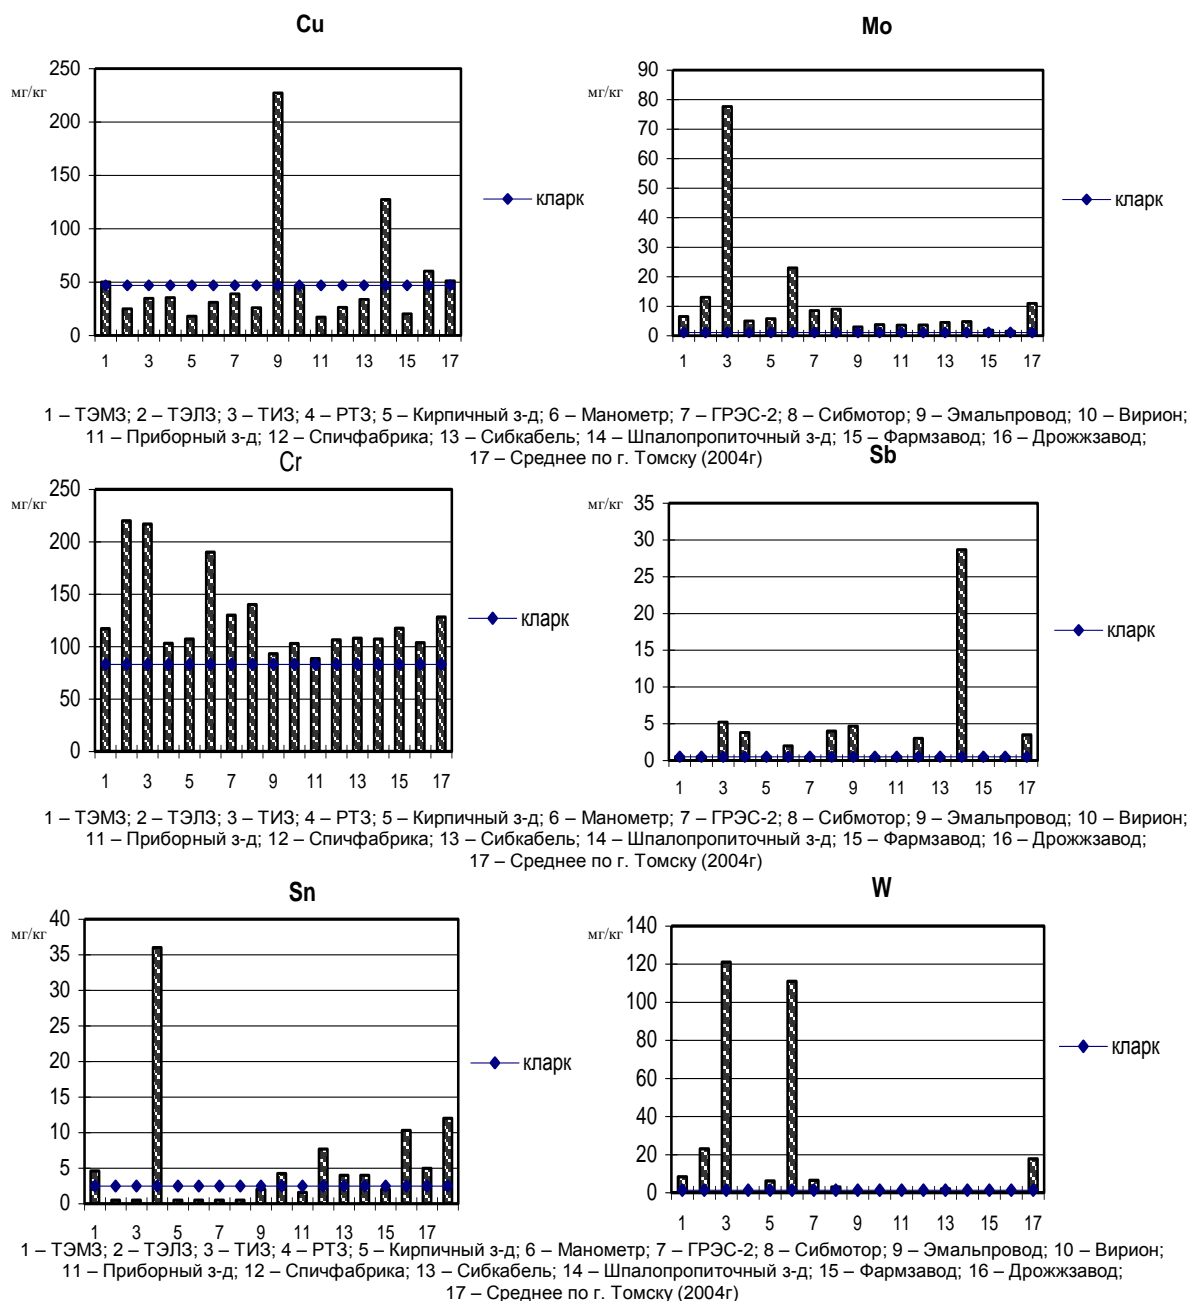 Cu
Mo
мг/кг
250
200
150
100
50
0
1 3 5 7 9 11 13 15 17
кларк
мг/кг
90
80
70
60
50
40
30
20
10
0
1 3 5 7 9 11 13 15 17
кларк
1 – ТЭМЗ; 2 – ТЭЛЗ; 3 – ТИЗ; 4 – РТЗ; 5 – Кирпичный з-д; 6 – Манометр; 7 – ГРЭС-2; 8 – Сибмотор; 9 – Эмальпровод; 10 – Вирион;
11 – Приборный з-д; 12 – Спичфабрика; 13 – Сибкабель; 14 – Шпалопропиточный з-д; 15 – Фармзавод; 16 – Дрожжзавод;
17 – Среднее по г. Томску (2004г)
Cr
Sb
мг/кг
250
200
150
100
50
0
1 3 5 7 9 11 13 15 17
кларк
мг/кг
35
30
25
20
15
10
5
0
1 3 5 7 9 11 13 15 17
кларк
1 – ТЭМЗ; 2 – ТЭЛЗ; 3 – ТИЗ; 4 – РТЗ; 5 – Кирпичный з-д; 6 – Манометр; 7 – ГРЭС-2; 8 – Сибмотор; 9 – Эмальпровод; 10 – Вирион;
11 – Приборный з-д; 12 – Спичфабрика; 13 – Сибкабель; 14 – Шпалопропиточный з-д; 15 – Фармзавод; 16 – Дрожжзавод;
17 – Среднее по г. Томску (2004г)
Sn
W
мг/кг
40
35
30
25
20
15
10
5
0
1 3 5 7 9 11 13 15 17
кларк
мг/кг
140
120
100
80
60
40
20
0
1 3 5 7 9 11 13 15 17
кларк
1 – ТЭМЗ; 2 – ТЭЛЗ; 3 – ТИЗ; 4 – РТЗ; 5 – Кирпичный з-д; 6 – Манометр; 7 – ГРЭС-2; 8 – Сибмотор; 9 – Эмальпровод; 10 – Вирион;
11 – Приборный з-д; 12 – Спичфабрика; 13 – Сибкабель; 14 – Шпалопропиточный з-д; 15 – Фармзавод; 16 – Дрожжзавод;
17 – Среднее по г. Томску (2004г)